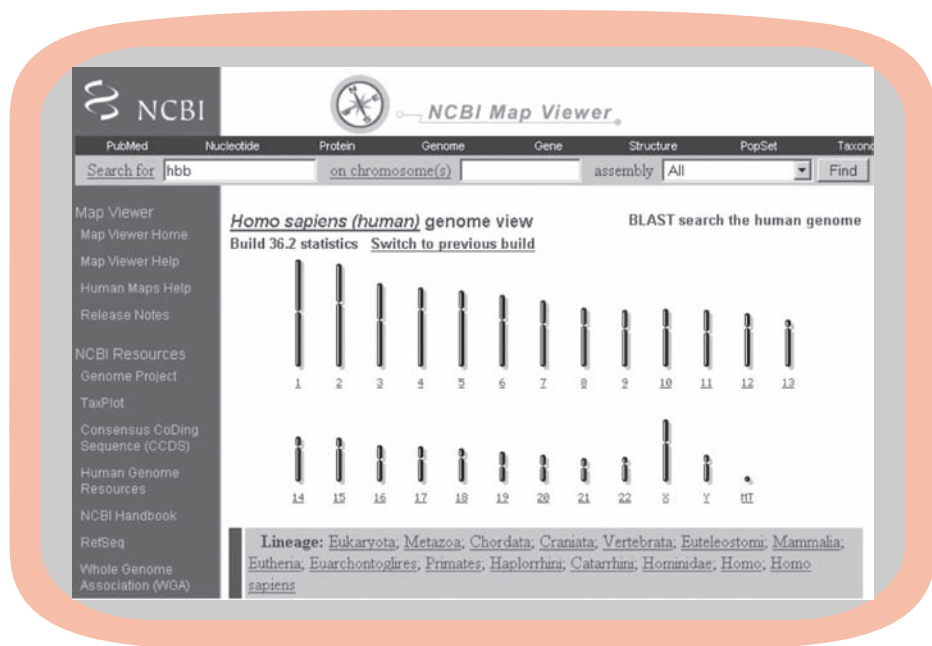 NCBI
NCBI Map Viewer
PubMed Nucleotide Protein Genome Gene Structure PopSet Taxono
Search for hbb on chromosome(s) assembly All Find
Map Viewer
Map Viewer Home
Map Viewer Help
Human Maps Help
Release Notes
NCBI Resources
Genome Project
TaxPlot
Consensus CoDing
Sequence (CCDS)
Human Genome
Resources
NCBI Handbook
RefSeq
Whole Genome
Association (WGA)
Homo sapiens (human) genome view BLAST search the human genome
Build 36.2 statistics Switch to previous build
1 2 3 4 5 6 7 8 9 10 11 12 13
14 15 16 17 18 19 20 21 22 X Y MT
Lineage: Eukaryota; Metazoa; Chordata; Craniata; Vertebrata; Euteleostomi; Mammalia;
Eutheria; Euarchontoglires; Primates; Haplorrhini; Catarrhini; Hominidae; Homo; Homo
sapiens